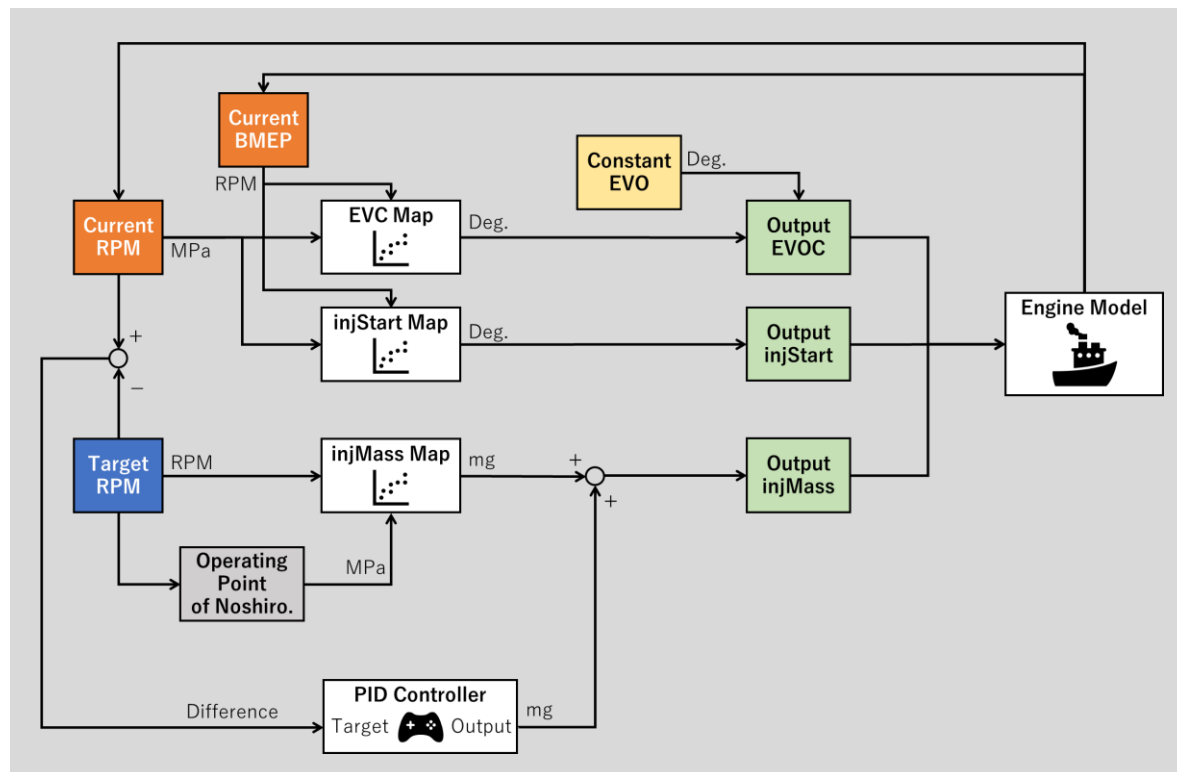 Current
BMEP
Constant
EVO
Deg.
RPM
Current
RPM
MPa
EVC Map
Deg.
Output
EVOC
injStart Map
Deg.
Output
injStart
Engine Model
+
−
Target
RPM
RPM
injMass Map
mg
+
+
Output
injMass
Operating
Point
of Noshiro.
MPa
Difference
PID Controller
Target Output
mg